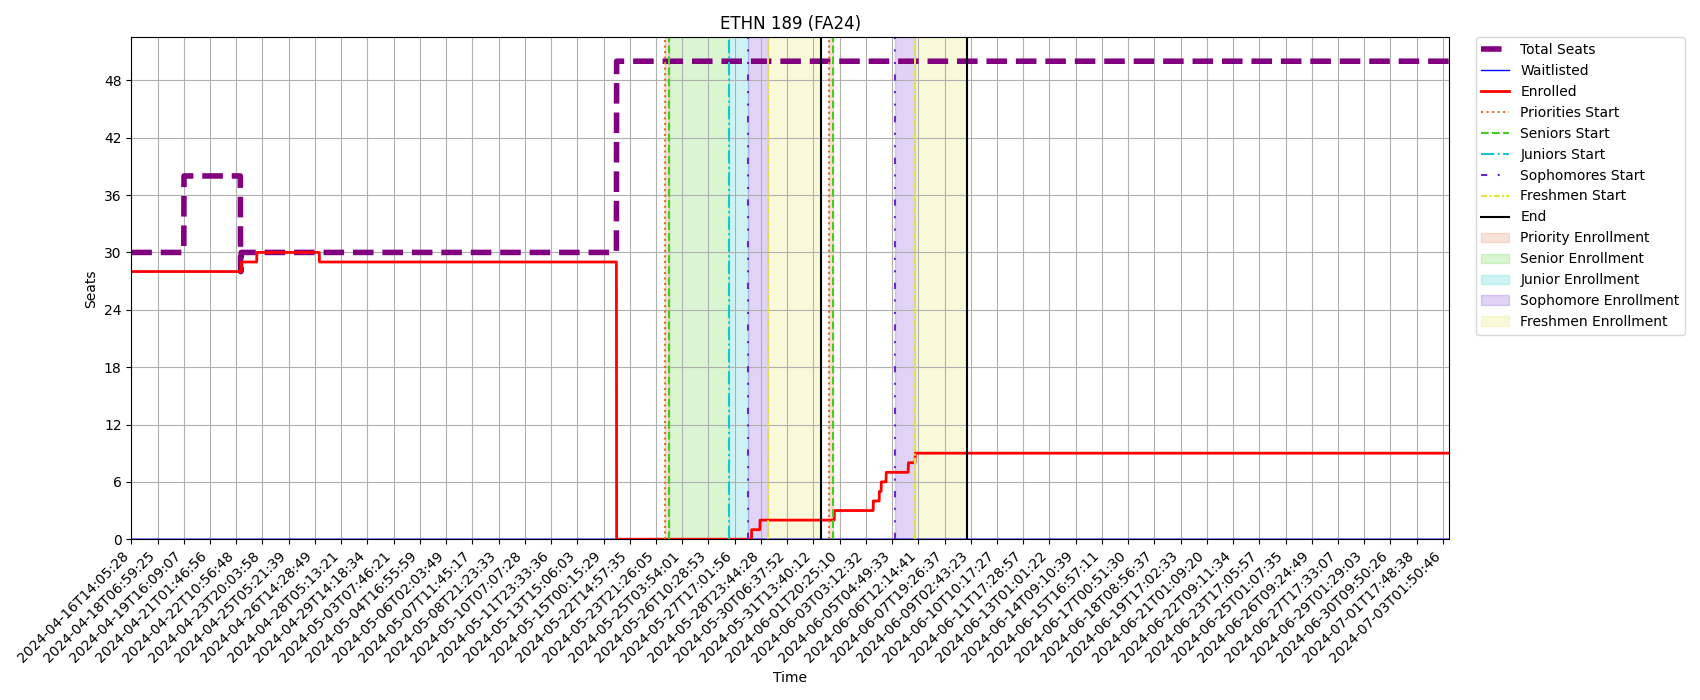 ETHN 189 (FA24)
Seats
48
42
36
30
24
18
12
6
0
2024-04-16T14:05:28
2024-04-18T06:59:25
2024-04-19T16:09:07
2024-04-21T01:46:56
2024-04-22T10:56:48
2024-04-23T20:03:58
2024-04-25T05:21:39
2024-04-26T14:28:49
2024-04-28T05:13:21
2024-04-29T14:18:34
2024-05-03T07:46:21
2024-05-04T16:55:59
2024-05-06T02:03:49
2024-05-07T11:45:17
2024-05-08T21:23:33
2024-05-10T07:07:28
2024-05-11T23:33:36
2024-05-13T15:06:03
2024-05-15T00:15:29
2024-05-22T14:57:35
2024-05-23T21:26:05
2024-05-25T03:54:01
2024-05-26T10:28:53
2024-05-27T17:01:56
2024-05-28T23:44:28
2024-05-30T06:37:52
2024-05-31T13:40:12
2024-06-01T20:25:10
2024-06-03T03:12:32
2024-06-05T04:49:33
2024-06-06T12:14:41
2024-06-07T19:26:37
2024-06-09T02:43:23
2024-06-10T10:17:27
2024-06-11T17:28:57
2024-06-13T01:01:22
2024-06-14T09:10:39
2024-06-15T16:57:11
2024-06-17T00:51:30
2024-06-18T08:56:37
2024-06-19T17:02:33
2024-06-21T01:09:20
2024-06-22T09:11:34
2024-06-23T17:05:57
2024-06-25T01:07:35
2024-06-26T09:24:49
2024-06-27T17:33:07
2024-06-29T01:29:03
2024-06-30T09:50:26
2024-07-01T17:48:38
2024-07-03T01:50:46
Time
Total Seats
Waitlisted
Enrolled
Priorities Start
Seniors Start
Juniors Start
Sophomores Start
Freshmen Start
End
Priority Enrollment
Senior Enrollment
Junior Enrollment
Sophomore Enrollment
Freshmen Enrollment